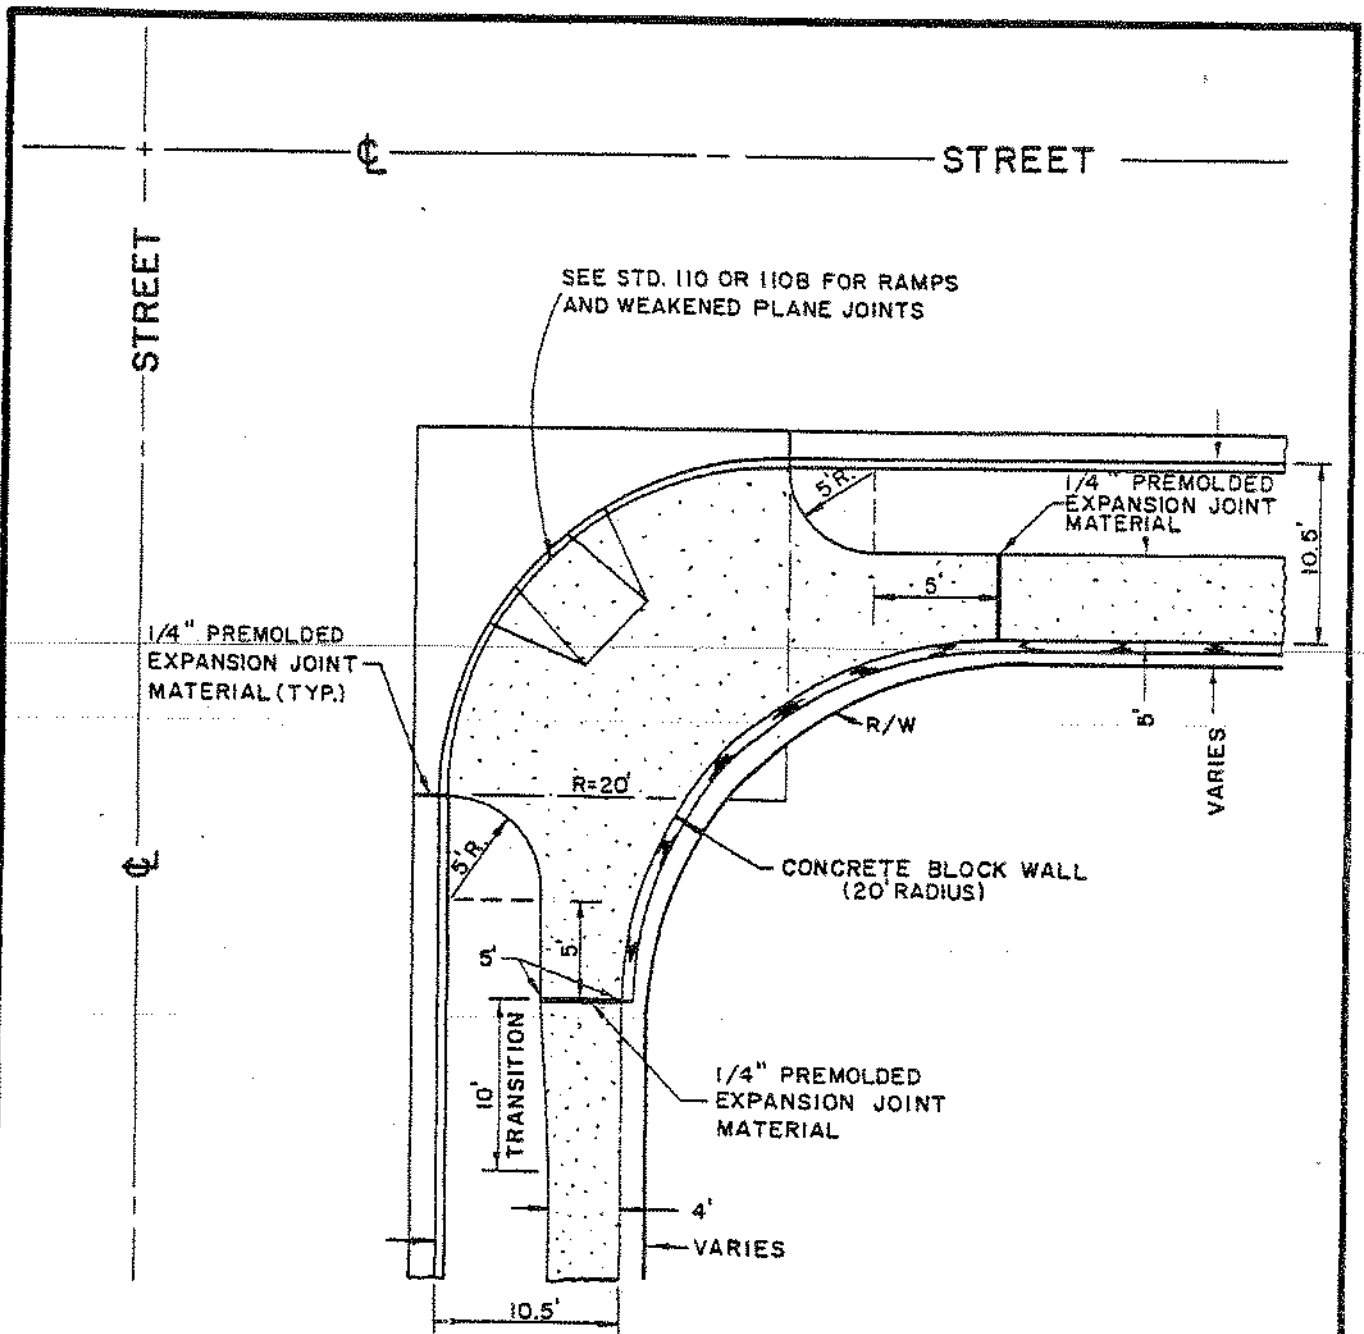 ℄
STREET
STREET
SEE STD. 110 OR 110B FOR RAMPS
AND WEAKENED PLANE JOINTS
5'R.
1/4" PREMOLDED
EXPANSION JOINT
MATERIAL
10.5'
5'
1/4" PREMOLDED
EXPANSION JOINT
MATERIAL (TYP.)
R/W
5'
VARIES
R=20'
℄
5'R.
CONCRETE BLOCK WALL
(20' RADIUS)
5'
5'
10'
TRANSITION
1/4" PREMOLDED
EXPANSION JOINT
MATERIAL
4'
VARIES
10.5'